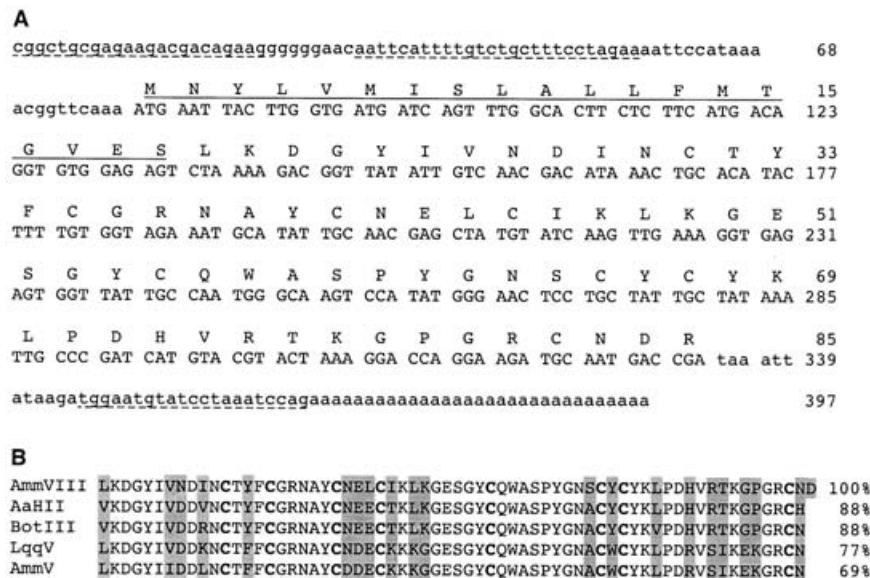 A
cggctgcgagaagacgacagaaggggggaacaattcattttgtctgctttcctagaaaattccataaa 68
M N Y L V M I S L A L L F M T 15
acggttcaaa ATG AAT TAC TTG GTG ATG ATC AGT TTG GCA CTT CTC TTC ATG ACA 123
G V E S L K D G Y I V N D I N C T Y 33
GGT GTG GAG AGT CTA AAA GAC GGT TAT ATT GTC AAC GAC ATA AAC TGC ACA TAC 177
F C G R N A Y C N E L C I K L K G E 51
TTT TGT GGT AGA AAT GCA TAT TGC AAC GAG CTA TGT ATC AAG TTG AAA GGT GAG 231
S G Y C Q W A S P Y G N S C Y C Y K 69
AGT GGT TAT TGC CAA TGG GCA AGT CCA TAT GGG AAC TCC TGC TAT TGC TAT AAA 285
L P D H V R T K G P G R C N D R 85
TTG CCC GAT CAT GTA CGT ACT AAA GGA CCA GGA AGA TGC AAT GAC CGA taa att 339
ataagatggaatgtatcctaaatccagaaaaaaaaaaaaaaaaaaaaaaaaaaaaaaa 397
B
AmmVIII LKDGYIVNDINCTYFCGRNAYCNELCIKLKGESGYCQWASPYGNSCYCYKLPDHVRTKGPGRCND 100%
AaHII VKDGYIVDDVNCTYFCGRNAYCNEECTKLKGESGYCQWASPYGNACYCYKLPDHVRTKGPGRCH 88%
BotIII VKDGYIVDDRNCTYFCGRNAYCNEECTKLKGESGYCQWASPYGNACYCYKVPDHVRTKGPGRCN 88%
LqqV LKDGYIVDDKNCTFFCGRNAYCNDECKKKGGESGYCQWASPYGNACWCYKLPDRVSIKEKGRCN 77%
AmmV LKDGYIIDDLNCTFFCGRNAYCDDECKKKGGESGYCQWASPYGNACWCYKLPDRVSIKEKGRCN 69%